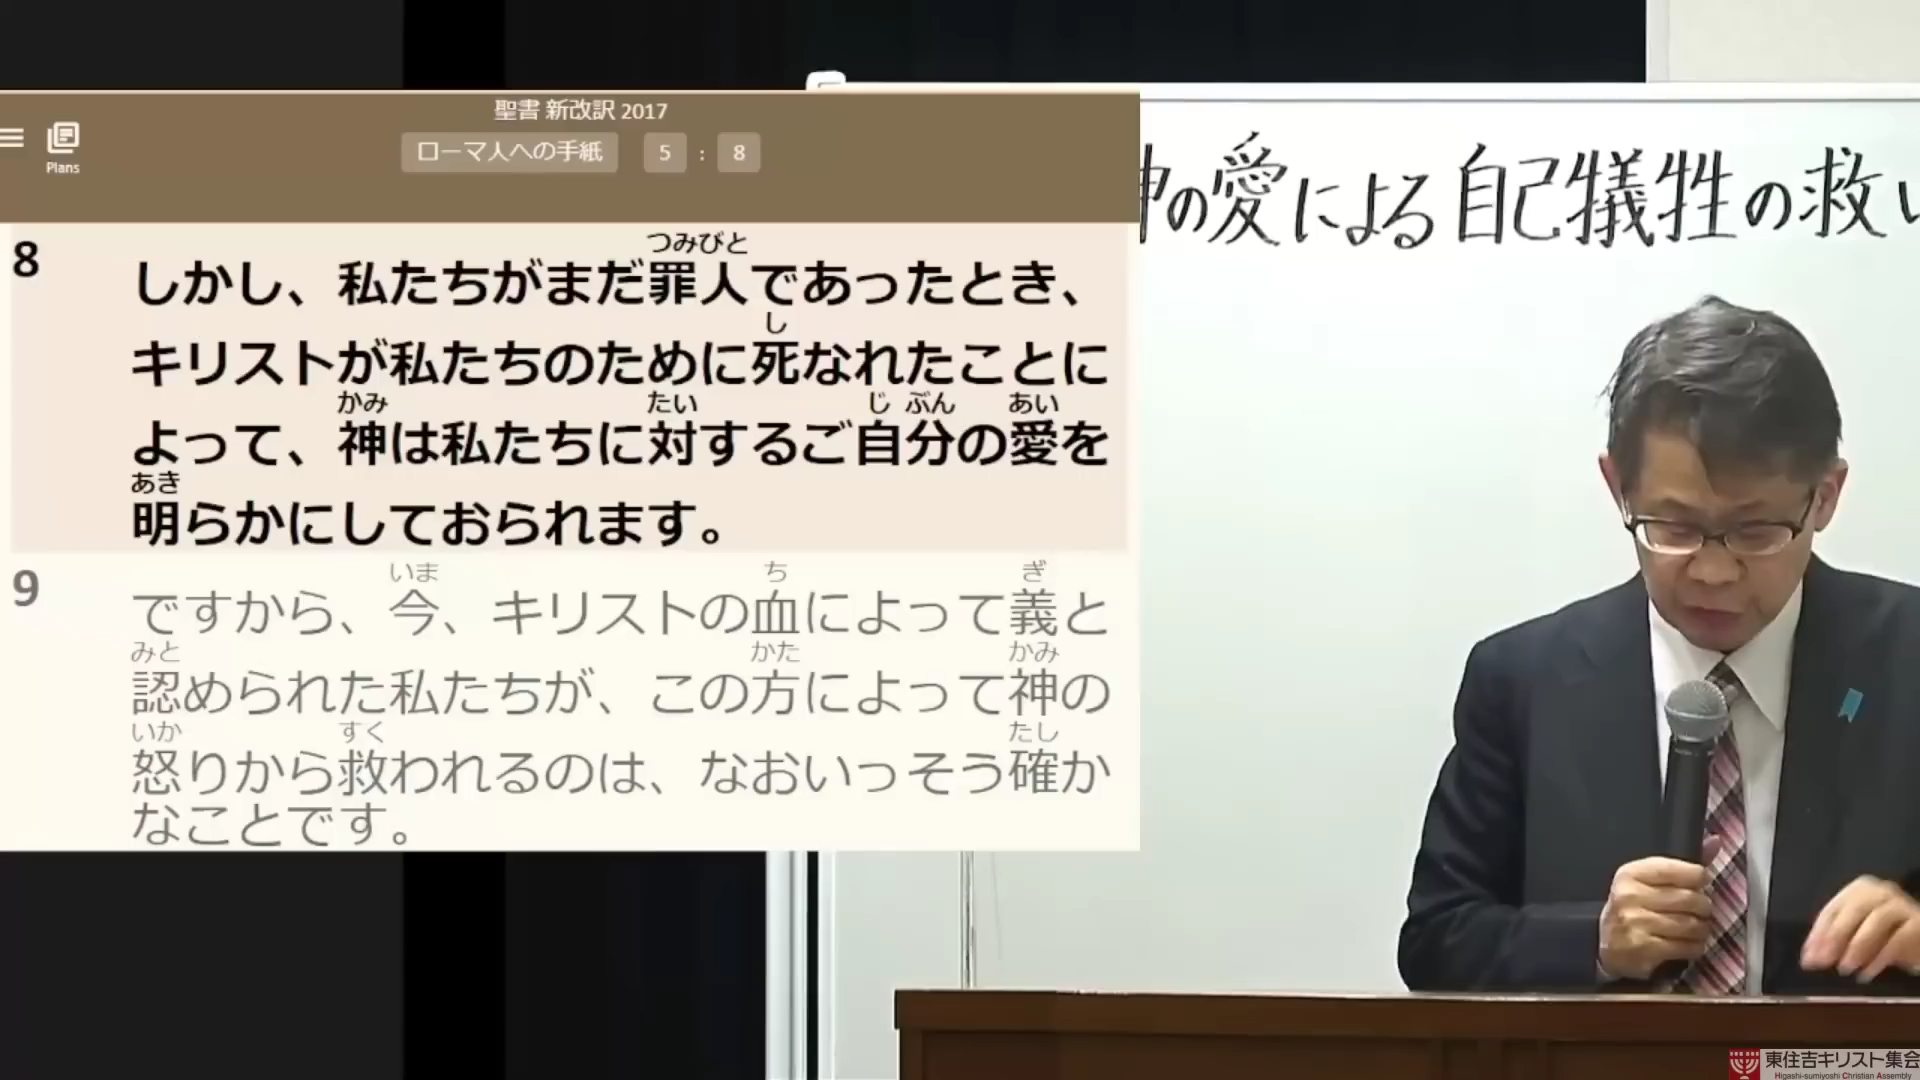 聖書 新改訳 2017
Plans
ローマ人への手紙 5 : 8
8
つみびと
しかし、私たちがまだ罪人であったとき、
し
キリストが私たちのために死なれたことに
かみ たい じ ぶん あい
よって、神は私たちに対するご自分の愛を
あき
明らかにしておられます。
9
いま ち ぎ
ですから、今、キリストの血によって義と
みと かた かみ
認められた私たちが、この方によって神の
いか すく たし
怒りから救われるのは、なおいっそう確か
なことです。
神の愛による自己犠牲の救い
東住吉キリスト集会
Higashi-sumiyoshi Christian Assembly